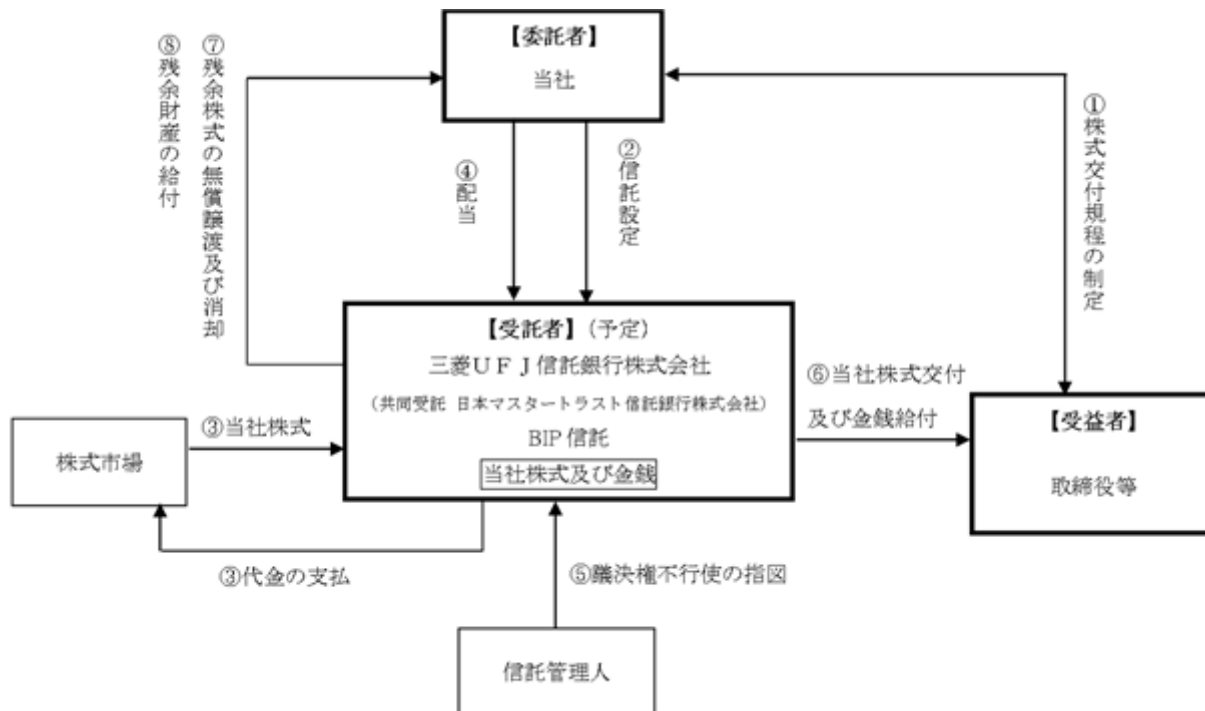 【委託者】
当社
⑧残余財産の給付
⑦残余株式の無償譲渡及び消却
④配当
②信託設定
①株式交付規程の制定
【受託者】(予定)
三菱UFJ信託銀行株式会社
(共同受託 日本マスタートラスト信託銀行株式会社)
BIP信託
当社株式及び金銭
③当社株式
株式市場
⑥当社株式交付
及び金銭給付
【受益者】
取締役等
③代金の支払
⑤議決権不行使の指図
信託管理人